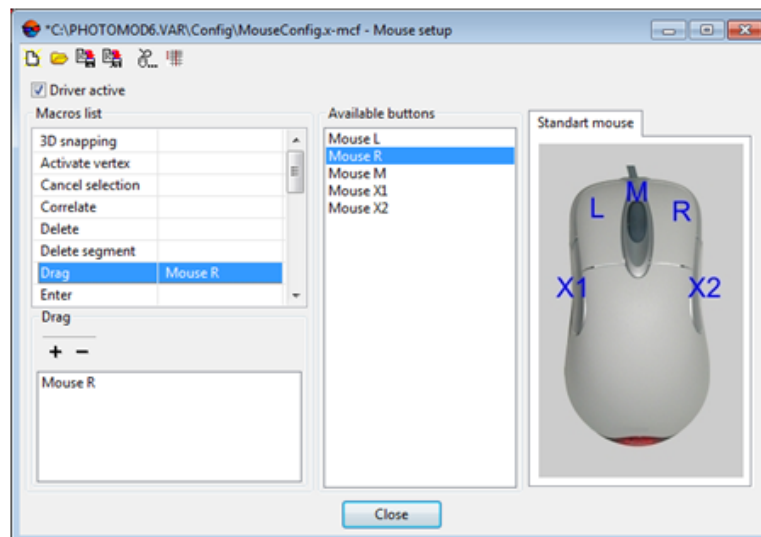 *C:\PHOTOMOD6.VAR\Config\MouseConfig.x-mcf - Mouse setup
Driver active
Macros list
3D snapping
Activate vertex
Cancel selection
Correlate
Delete
Delete segment
Drag Mouse R
Enter
Drag
+ −
Mouse R
Available buttons
Mouse L
Mouse R
Mouse M
Mouse X1
Mouse X2
Standart mouse
L M R
X1 X2
Close